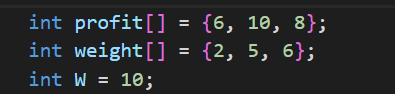 int profit[] = {6, 10, 8};
int weight[] = {2, 5, 6};
int W = 10;